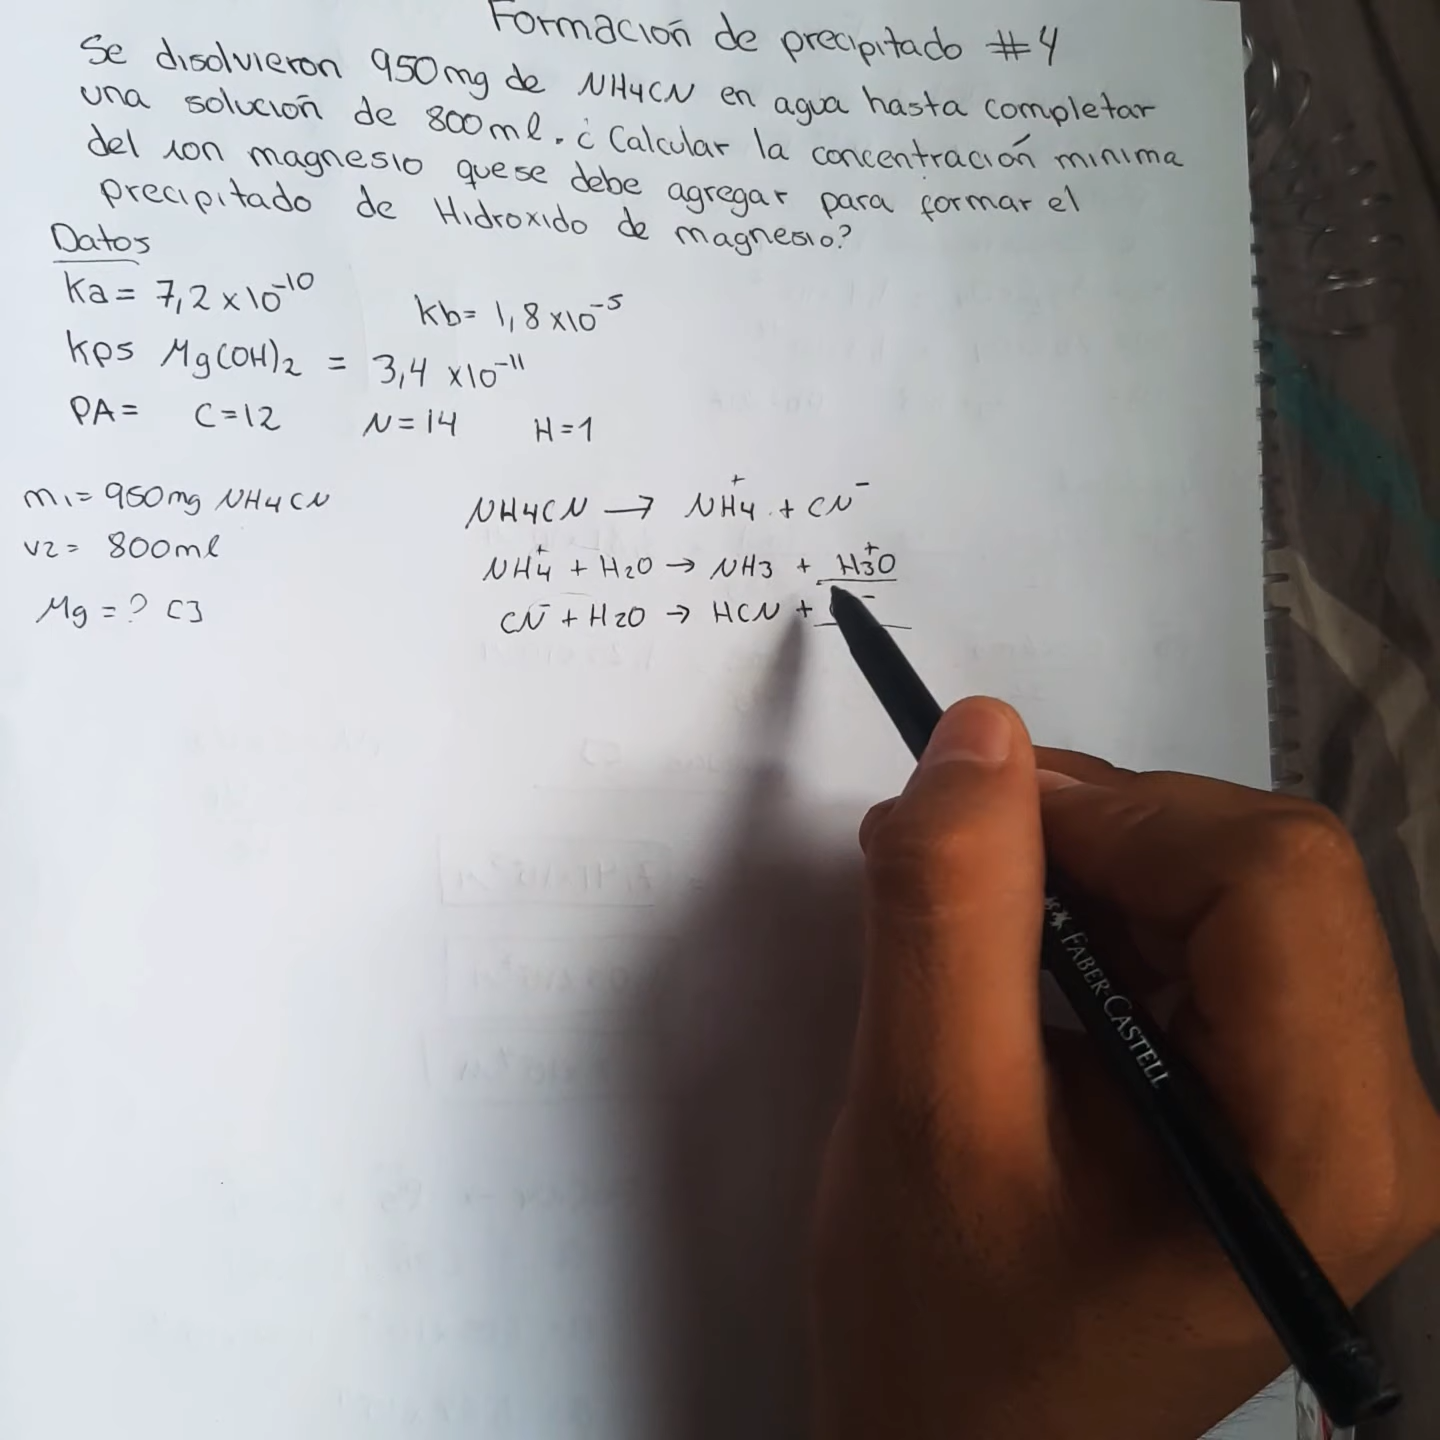 Formación de precipitado #4
Se disolvieron 950mg de NH4CN en agua hasta completar
una solución de 800ml. ¿Calcular la concentración minima
del ion magnesio que se debe agregar para formar el
precipitado de Hidroxido de magnesio?
Datos
Ka = 7,2 x 10⁻¹⁰ Kb = 1,8 x10⁻⁵
Kps Mg(OH)2 = 3,4 x10⁻¹¹
PA= C=12 N=14 H=1
m1= 950mg NH4CN
V2= 800ml
Mg = ? [ ]
NH4CN → NH4⁺ + CN⁻
NH4⁺ + H2O → NH3 + H3O⁺
CN⁻ + H2O → HCN +
FABER-CASTELL